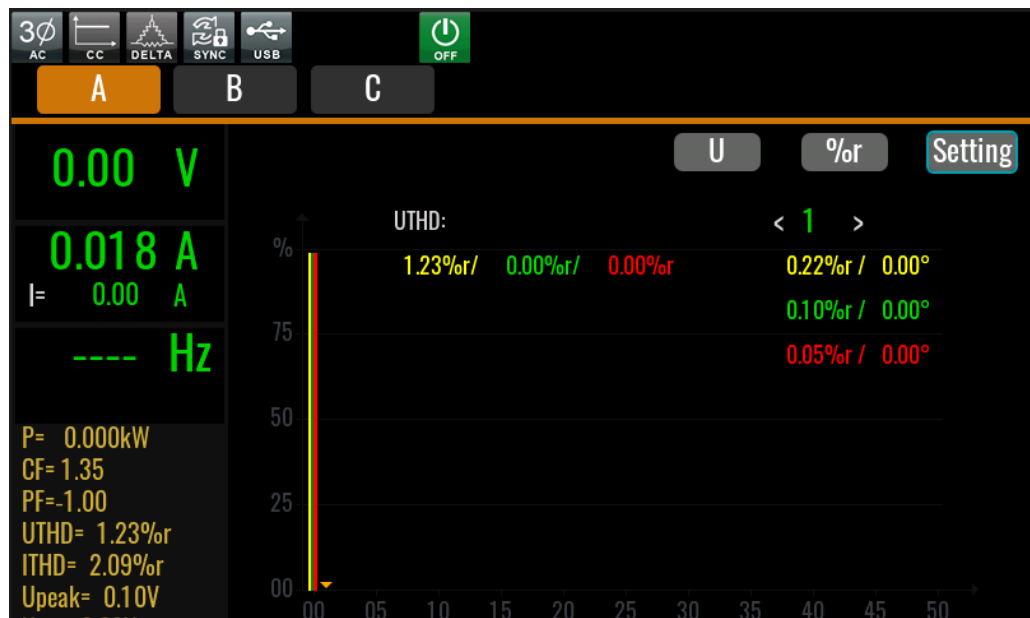 3Ø AC CC DELTA SYNC USB OFF
A B C
U %r Setting
0.00 V
UTHD: < 1 >
0.018 A
%
1.23%r/ 0.00%r/ 0.00%r 0.22%r / 0.00°
I= 0.00 A
0.10%r / 0.00°
75
---- Hz
0.05%r / 0.00°
50
P= 0.000kW
CF= 1.35
PF=-1.00
25
UTHD= 1.23%r
ITHD= 2.09%r
Upeak= 0.10V
00
00 05 10 15 20 25 30 35 40 45 50